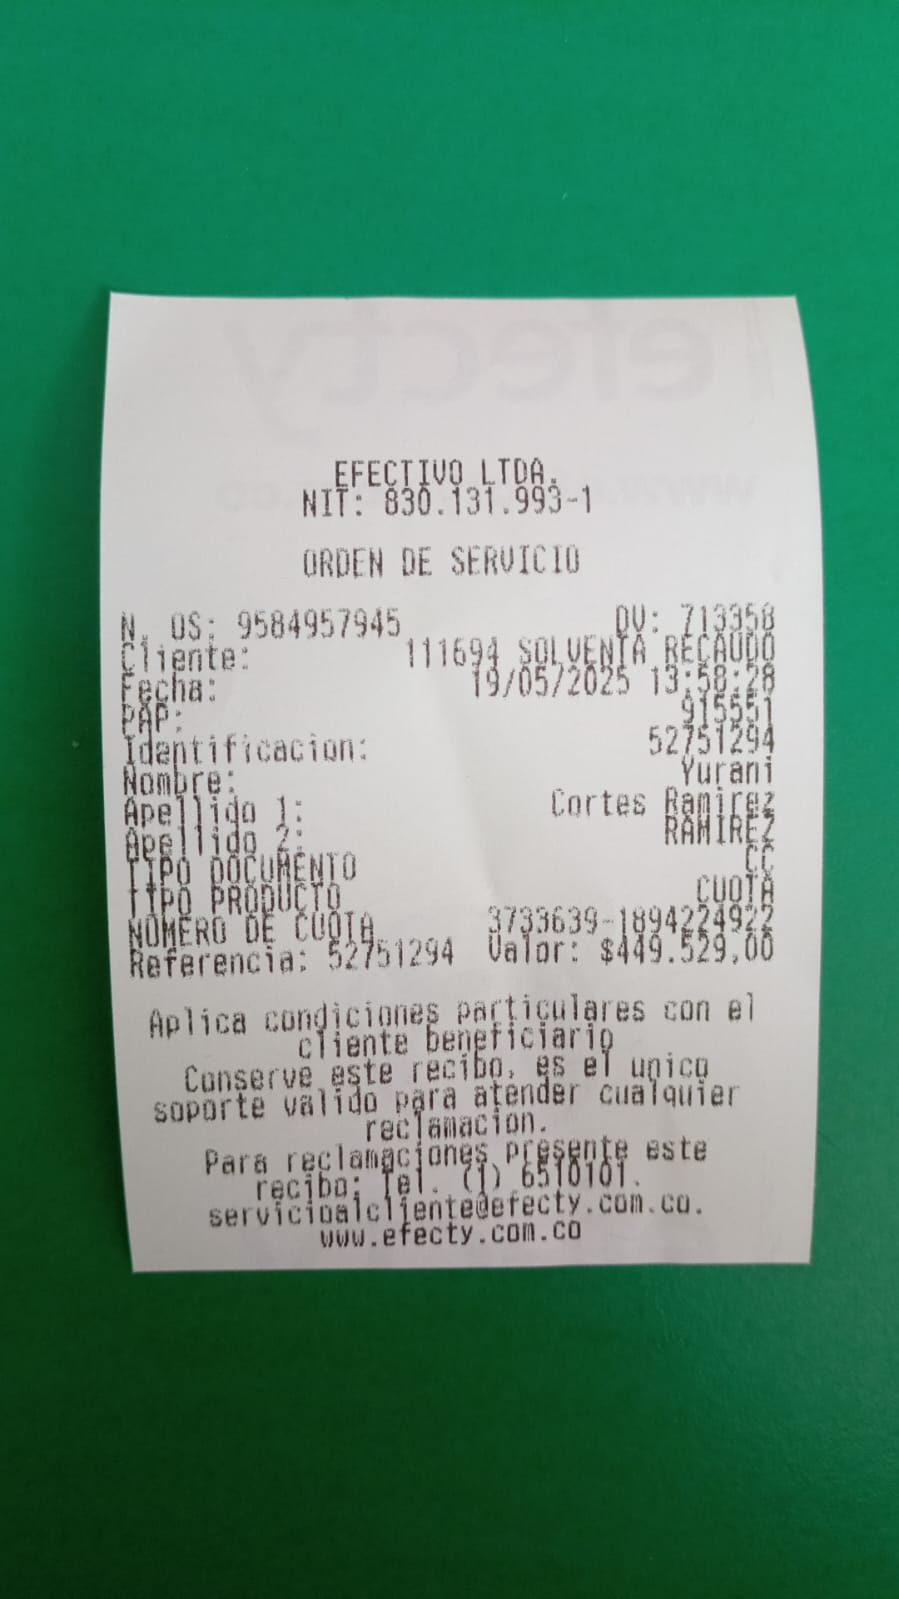 efecty
EFECTIVO LTDA.
NIT: 830.131.993-1
ORDEN DE SERVICIO
N. OS: 9584957945 DV: 713358
Cliente: 111694 SOLVENTA RECAUDO
Fecha: 19/05/2025 13:58:28
PAP: 915551
Identificacion: 52751294
Nombre: Yurani
Apellido 1: Cortes Ramirez
Apellido 2: RAMIREZ
TIPO DOCUMENTO CC
TIPO PRODUCTO CUOTA
NUMERO DE CUOTA 3733639-1894224922
Referencia: 52751294 Valor: $449.529,00
Aplica condiciones particulares con el
cliente beneficiario
Conserve este recibo, es el unico
soporte valido para atender cualquier
reclamacion.
Para reclamaciones presente este
recibo: Tel. (1) 6510101.
servicioalcliente@efecty.com.co.
www.efecty.com.co